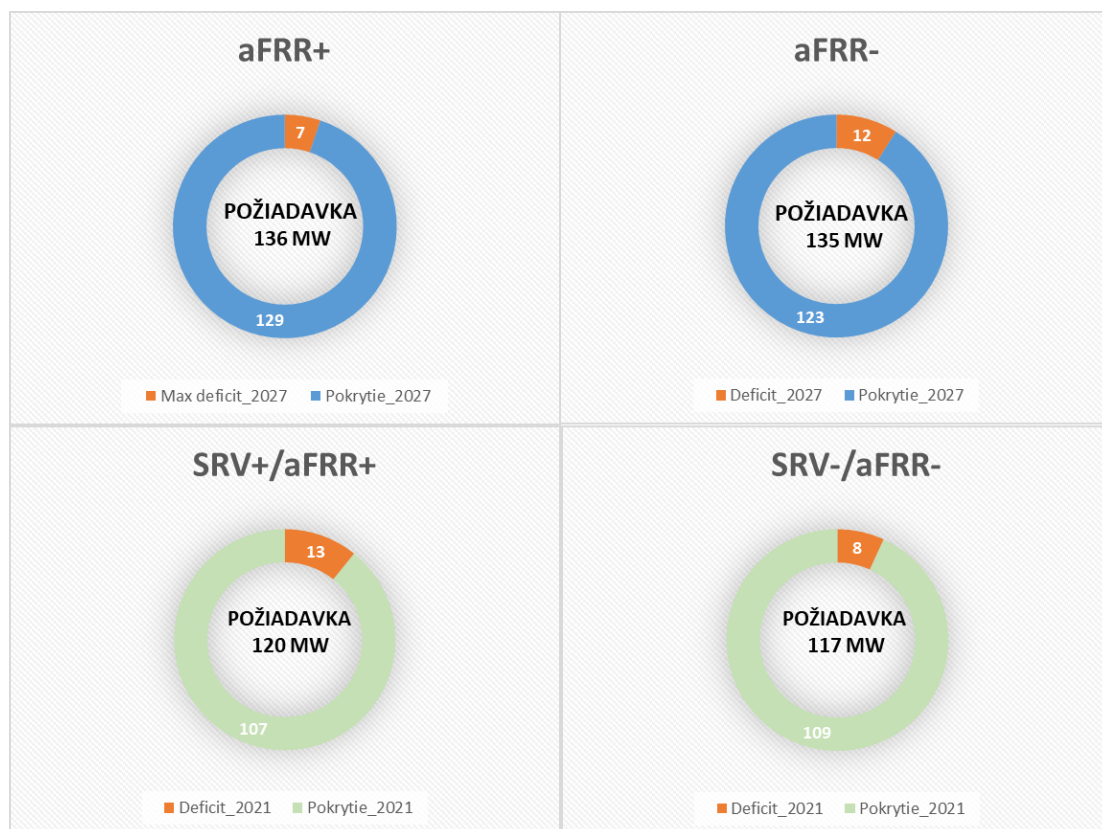 aFRR+
7
POŽIADAVKA
136 MW
129
Max deficit_2027 Pokrytie_2027
aFRR-
12
POŽIADAVKA
135 MW
123
Deficit_2027 Pokrytie_2027
SRV+/aFRR+
13
POŽIADAVKA
120 MW
107
Deficit_2021 Pokrytie_2021
SRV-/aFRR-
8
POŽIADAVKA
117 MW
109
Deficit_2021 Pokrytie_2021